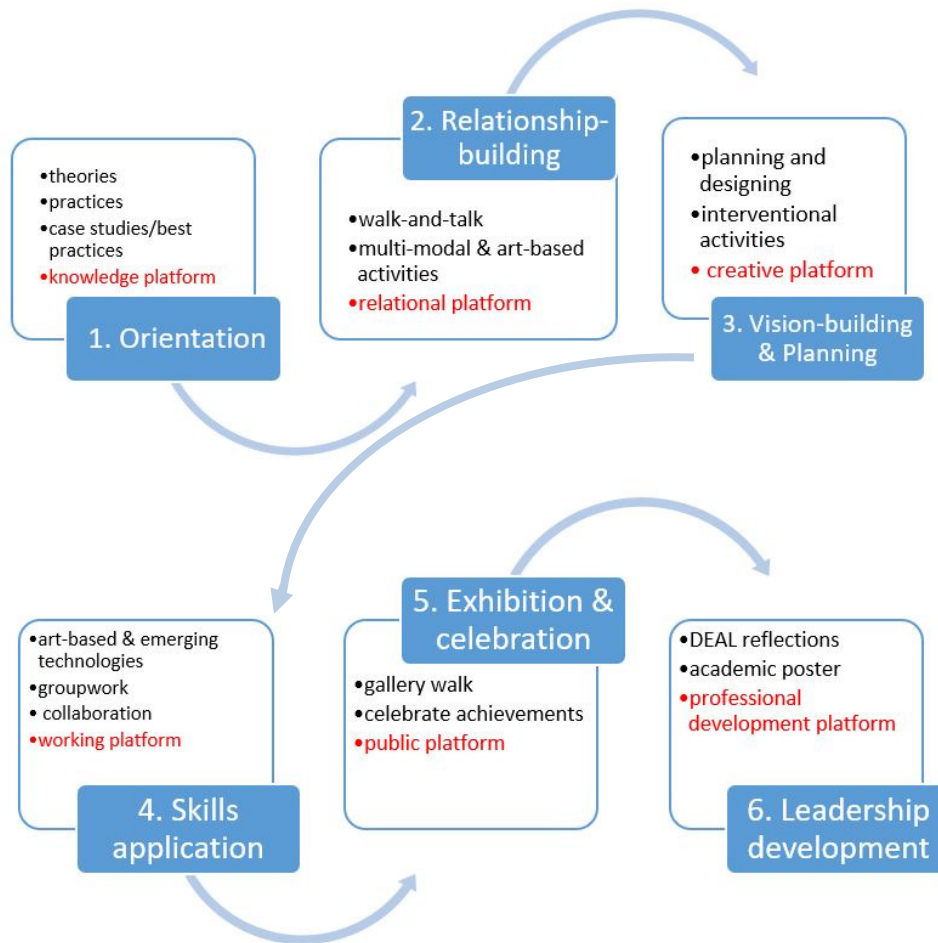 •theories
•practices
•case studies/best
practices
•knowledge platform
1. Orientation
2. Relationship-
building
•walk-and-talk
•multi-modal & art-based
activities
•relational platform
•planning and
designing
•interventional
activities
• creative platform
3. Vision-building
& Planning
•art-based & emerging
technologies
•groupwork
• collaboration
•working platform
4. Skills
application
5. Exhibition &
celebration
•gallery walk
•celebrate achievements
•public platform
•DEAL reflections
•academic poster
•professional
development platform
6. Leadership
development